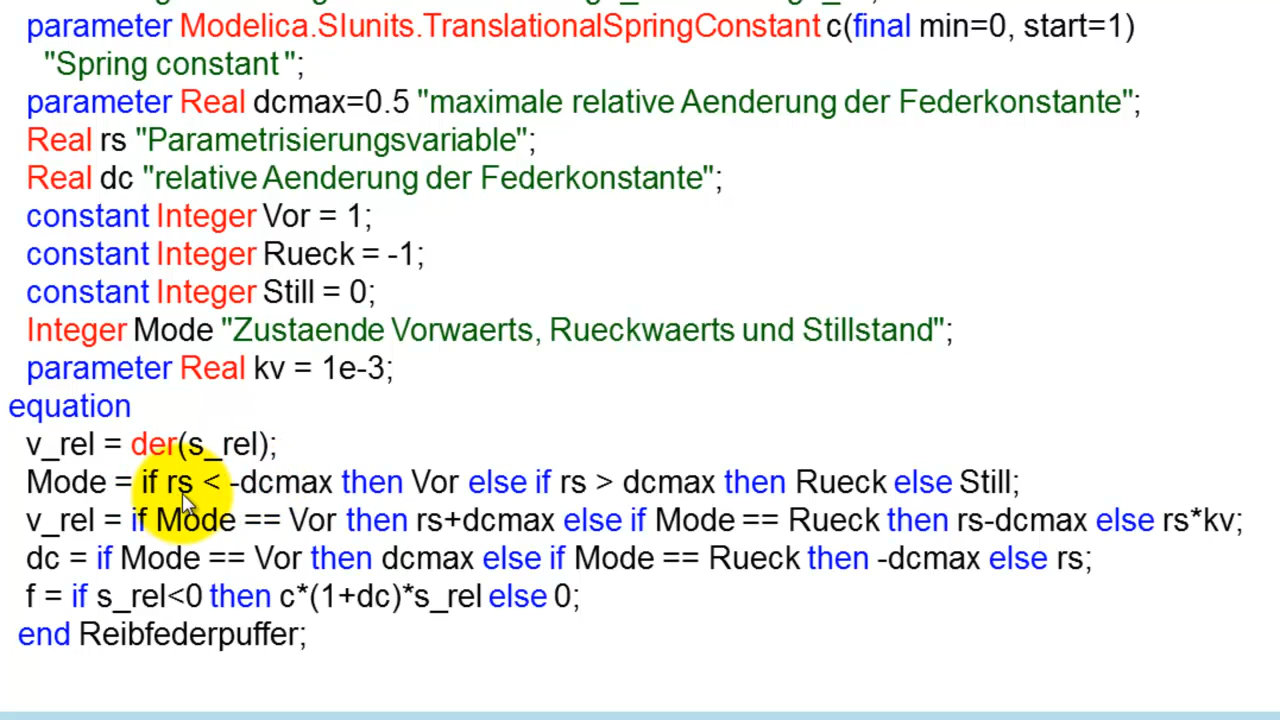 parameter Modelica.SIunits.TranslationalSpringConstant c(final min=0, start=1)
"Spring constant ";
parameter Real dcmax=0.5 "maximale relative Aenderung der Federkonstante";
Real rs "Parametrisierungsvariable";
Real dc "relative Aenderung der Federkonstante";
constant Integer Vor = 1;
constant Integer Rueck = -1;
constant Integer Still = 0;
Integer Mode "Zustaende Vorwaerts, Rueckwaerts und Stillstand";
parameter Real kv = 1e-3;
equation
v_rel = der(s_rel);
Mode = if rs < -dcmax then Vor else if rs > dcmax then Rueck else Still;
v_rel = if Mode == Vor then rs+dcmax else if Mode == Rueck then rs-dcmax else rs*kv;
dc = if Mode == Vor then dcmax else if Mode == Rueck then -dcmax else rs;
f = if s_rel<0 then c*(1+dc)*s_rel else 0;
end Reibfederpuffer;